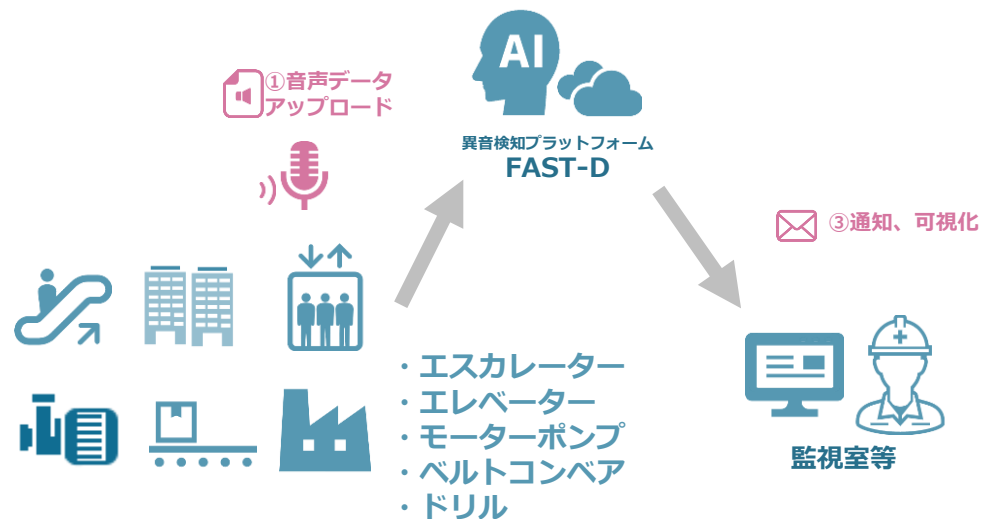 ①音声データ
アップロード
AI
異音検知プラットフォーム
FAST-D
③通知、可視化
・エスカレーター
・エレベーター
・モーターポンプ
・ベルトコンベア
・ドリル
監視室等